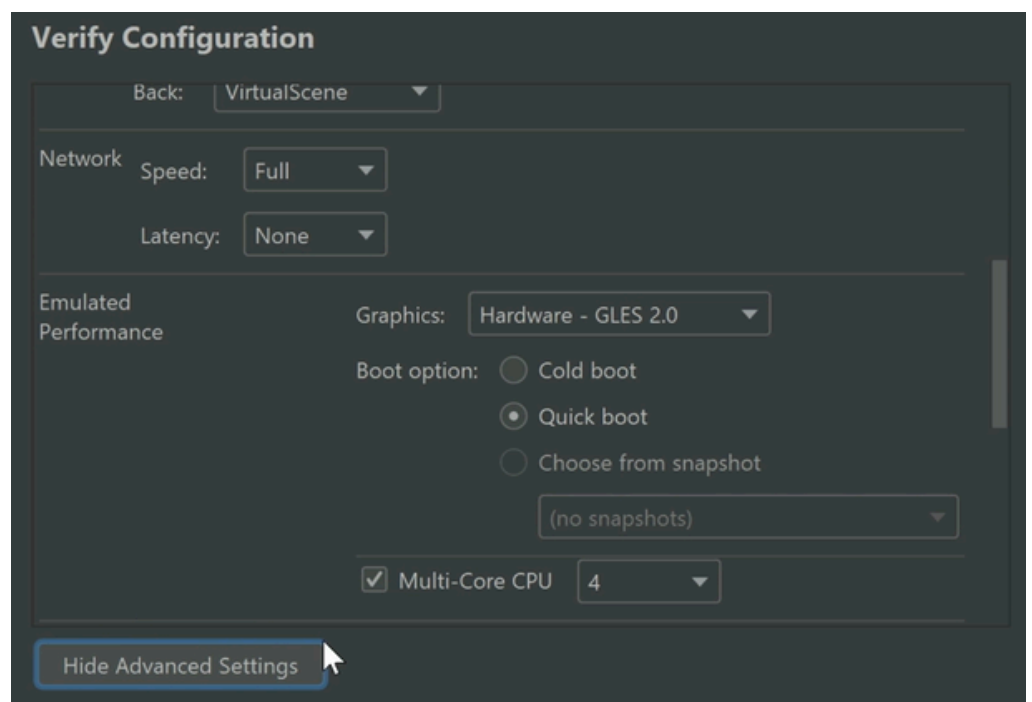 Verify Configuration
Back: VirtualScene
Network Speed: Full
Latency: None
Emulated
Performance
Graphics: Hardware - GLES 2.0
Boot option: Cold boot
Quick boot
Choose from snapshot
(no snapshots)
Multi-Core CPU 4
Hide Advanced Settings